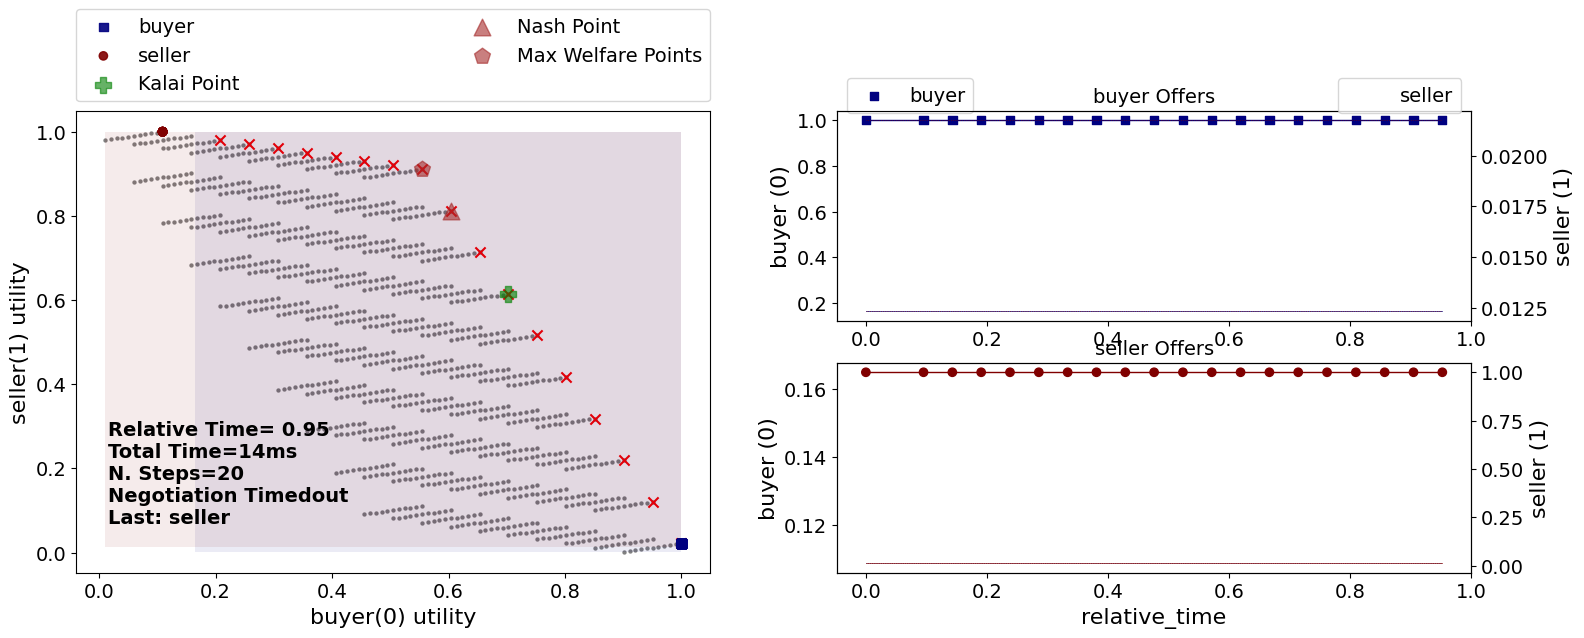 buyer
seller
Kalai Point
Nash Point
Max Welfare Points
1.0
0.8
0.6
0.4
0.2
0.0
seller(1) utility
Relative Time= 0.95
Total Time=14ms
N. Steps=20
Negotiation Timedout
Last: seller
0.0 0.2 0.4 0.6 0.8 1.0
buyer(0) utility
buyer
buyer Offers
seller
1.0
0.8
0.6
0.4
0.2
buyer (0)
0.0200
0.0175
0.0150
0.0125
seller (1)
0.0 0.2 0.4 0.6 0.8 1.0
seller Offers
0.16
0.14
0.12
buyer (0)
1.00
0.75
0.50
0.25
0.00
seller (1)
0.0 0.2 0.4 0.6 0.8 1.0
relative_time